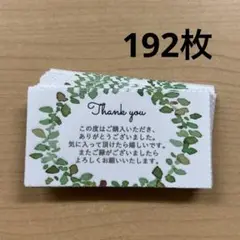 192枚
Thank you
この度はご購入いただき、
ありがとうございました。
気に入って頂けたら嬉しいです。
またご縁がございましたら
よろしくお願いいたします。